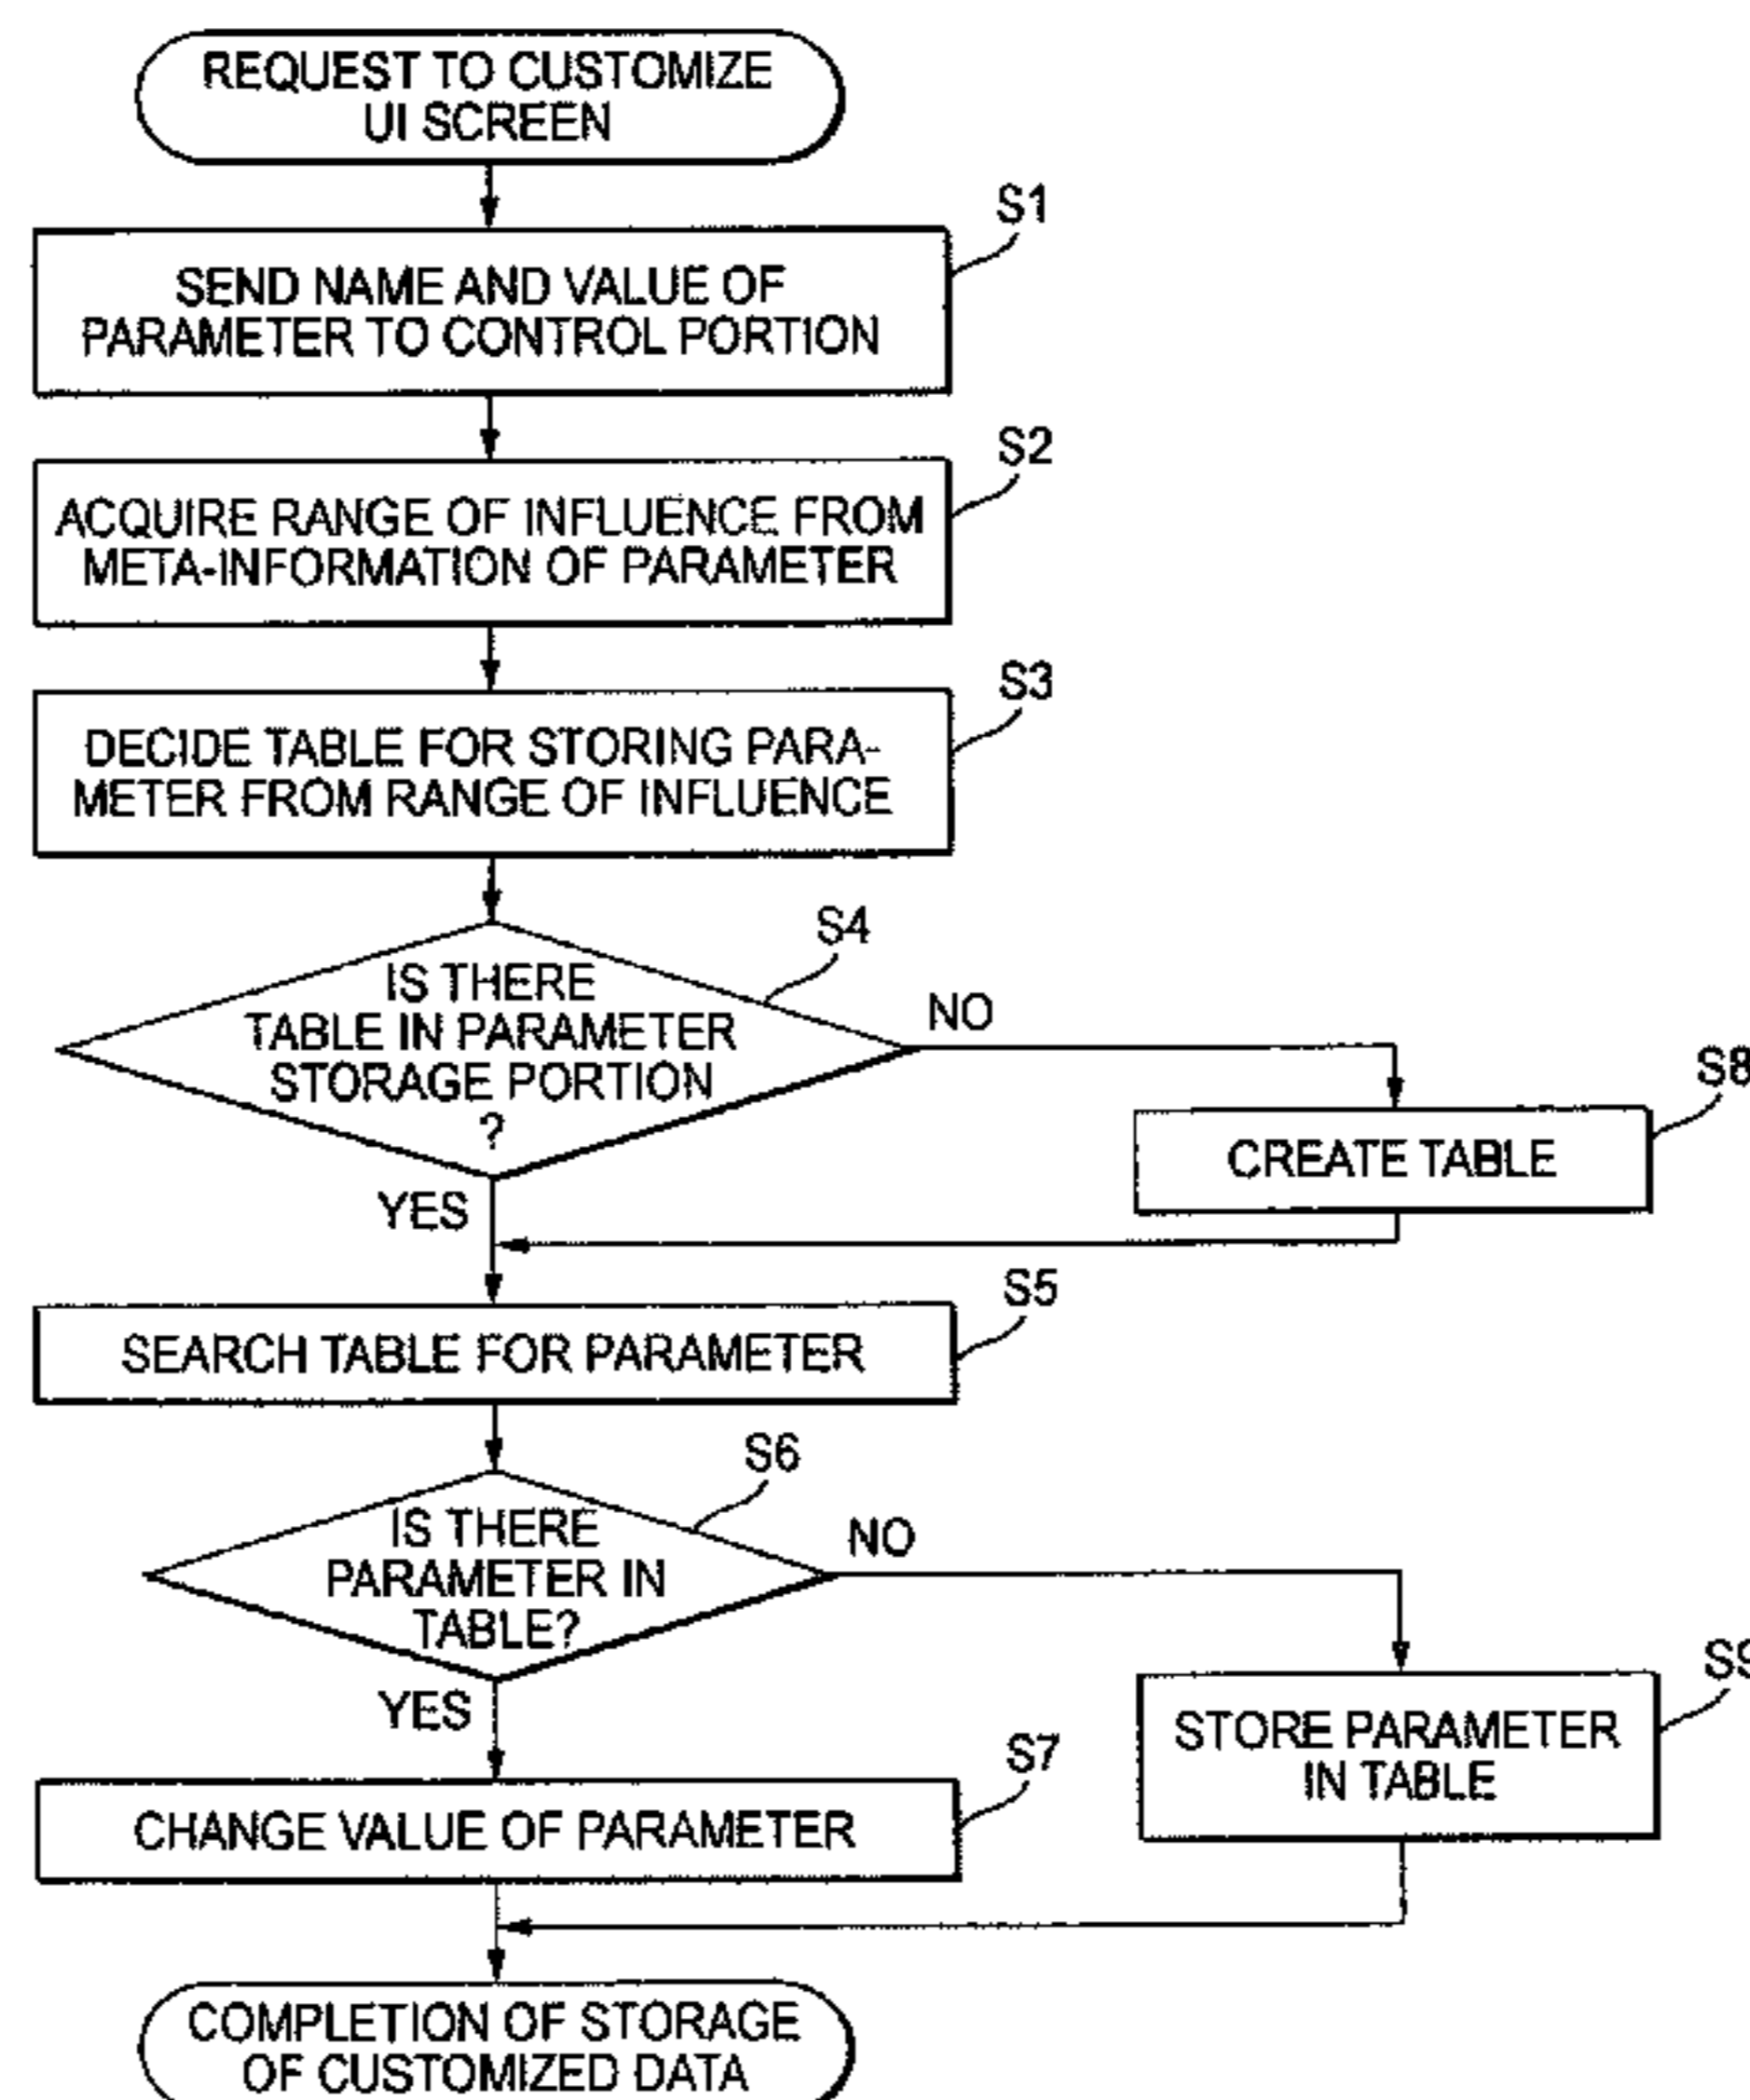 REQUEST TO CUSTOMIZE
UI SCREEN
S1
SEND NAME AND VALUE OF
PARAMETER TO CONTROL PORTION
S2
ACQUIRE RANGE OF INFLUENCE FROM
META-INFORMATION OF PARAMETER
S3
DECIDE TABLE FOR STORING PARA-
METER FROM RANGE OF INFLUENCE
S4
IS THERE
TABLE IN PARAMETER
STORAGE PORTION
?
NO
YES
S8
CREATE TABLE
S5
SEARCH TABLE FOR PARAMETER
S6
IS THERE
PARAMETER IN
TABLE?
NO
YES
S9
STORE PARAMETER
IN TABLE
S7
CHANGE VALUE OF PARAMETER
COMPLETION OF STORAGE
OF CUSTOMIZED DATA